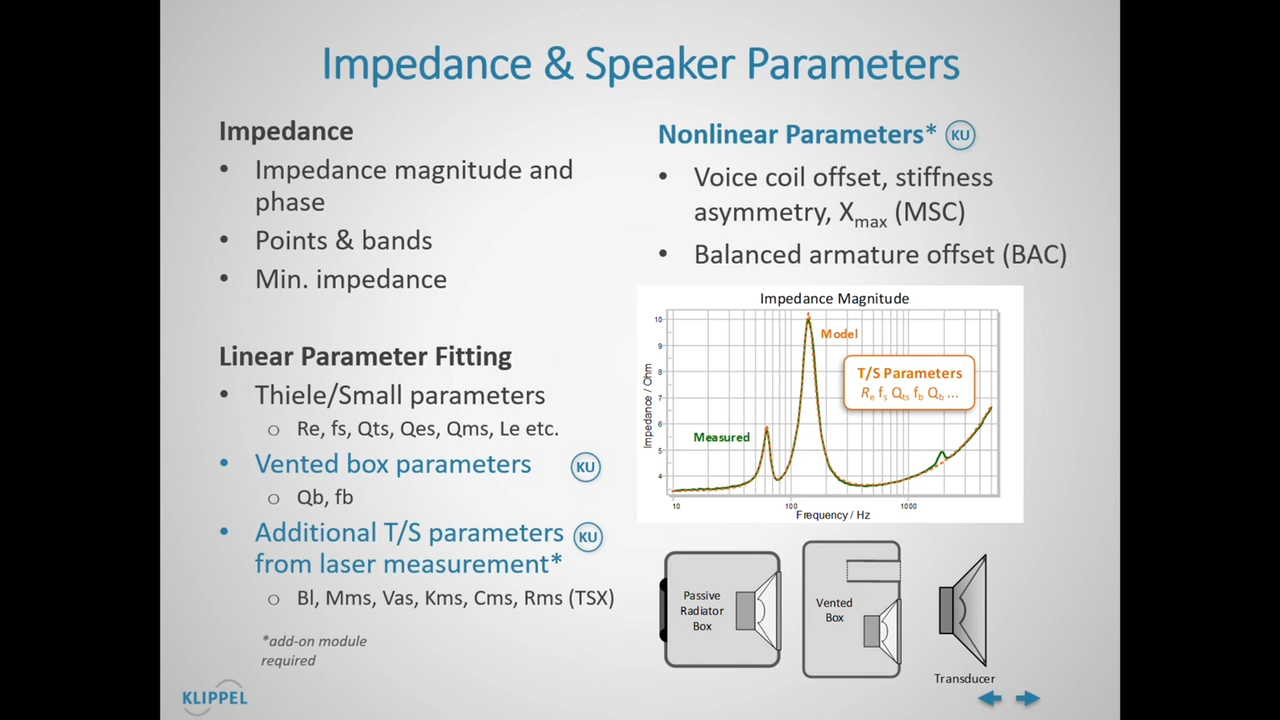 Impedance & Speaker Parameters
Impedance
• Impedance magnitude and
phase
• Points & bands
• Min. impedance
Linear Parameter Fitting
• Thiele/Small parameters
o Re, fs, Qts, Qes, Qms, Le etc.
• Vented box parameters KU
o Qb, fb
• Additional T/S parameters KU
from laser measurement*
o Bl, Mms, Vas, Kms, Cms, Rms (TSX)
*add-on module
required
KLIPPEL
Nonlinear Parameters* KU
• Voice coil offset, stiffness
asymmetry, Xmax (MSC)
• Balanced armature offset (BAC)
Impedance Magnitude
Impedance / Ohm
10
9
8
7
6
5
4
Model
T/S Parameters
Re fs Qts fb Qb ...
Measured
10 100 1000
Frequency / Hz
Passive
Radiator
Box
Vented
Box
Transducer